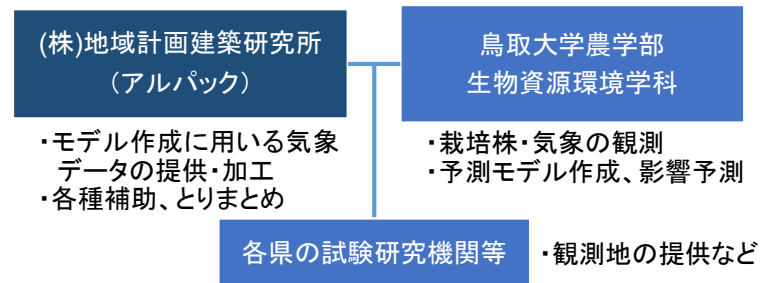 (株)地域計画建築研究所
（アルパック）
鳥取大学農学部
生物資源環境学科
・モデル作成に用いる気象
データの提供・加工
・各種補助、とりまとめ
・栽培株・気象の観測
・予測モデル作成、影響予測
各県の試験研究機関等
・観測地の提供など